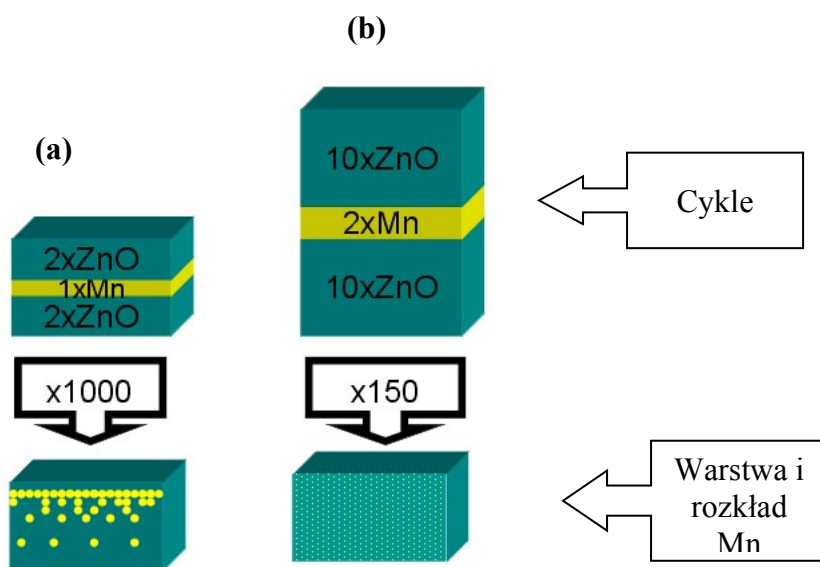 (b)
(a)
10xZnO
2xMn
10xZnO
2xZnO
1xMn
2xZnO
Cykle
x1000
x150
Warstwa i
rozkład
Mn